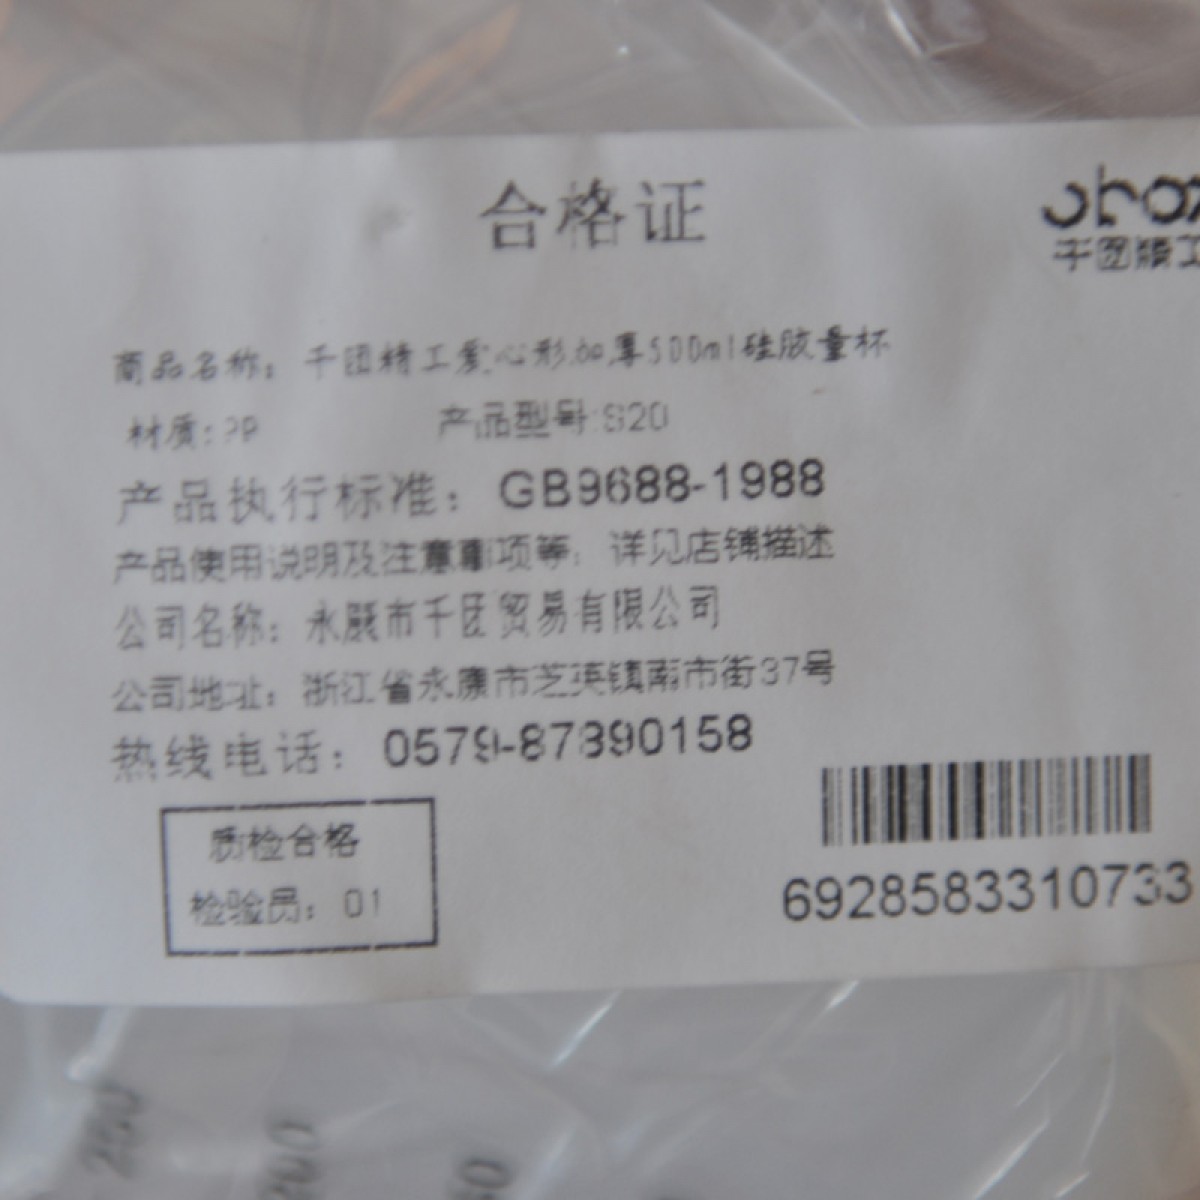 合格证
千团精工
商品名称：千团精工爱心形加厚500ml硅胶量杯
材质：PP 产品型号:S20
产品执行标准：GB9688-1988
产品使用说明及注意事项等：详见店铺描述
公司名称：永康市千团贸易有限公司
公司地址：浙江省永康市芝英镇南市街37号
热线电话：0579-87890158
质检合格
检验员：01
6928583310733
250
200